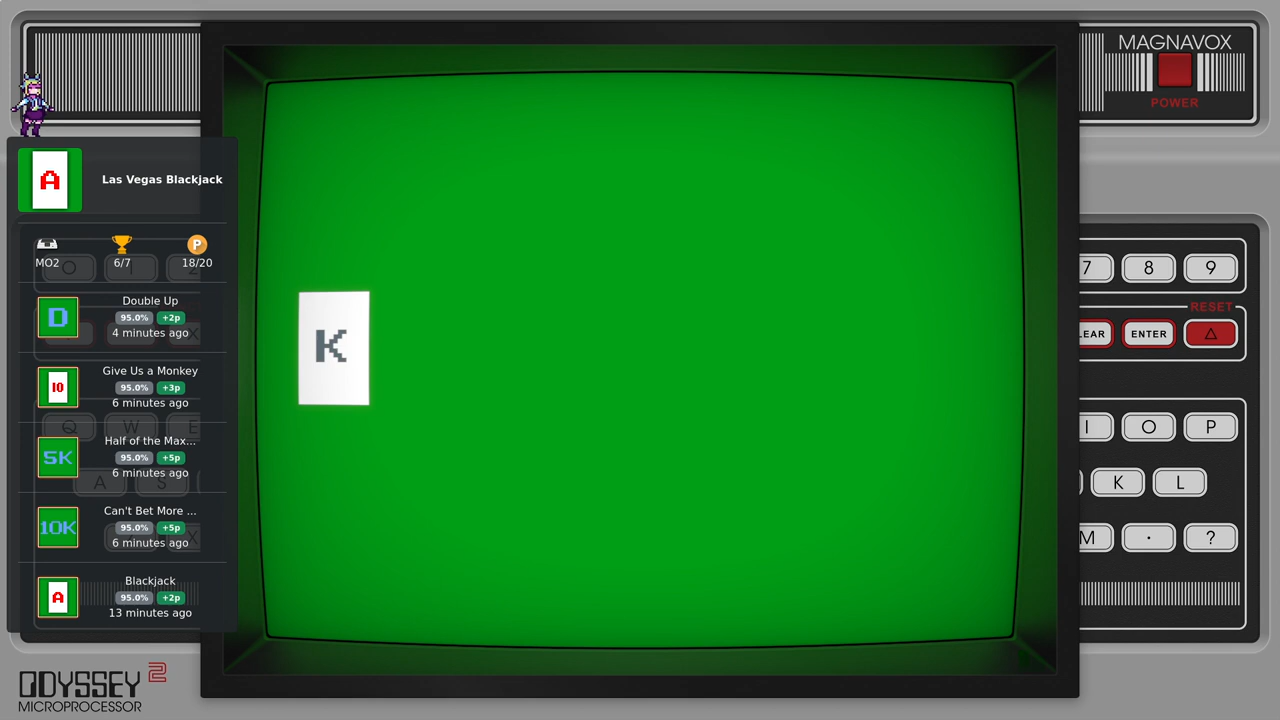 MAGNAVOX
POWER
A
Las Vegas Blackjack
P
MO2
6/7
18/20
D
Double Up
95.0%
+2p
4 minutes ago
10
Give Us a Monkey
95.0%
+3p
6 minutes ago
5K
Half of the Max...
95.0%
+5p
6 minutes ago
10K
Can't Bet More ...
95.0%
+5p
6 minutes ago
A
Blackjack
95.0%
+2p
13 minutes ago
K
7 8 9
RESET
EAR ENTER
Q W E
I O P
A S
K L
M . ?
ODYSSEY 2
MICROPROCESSOR